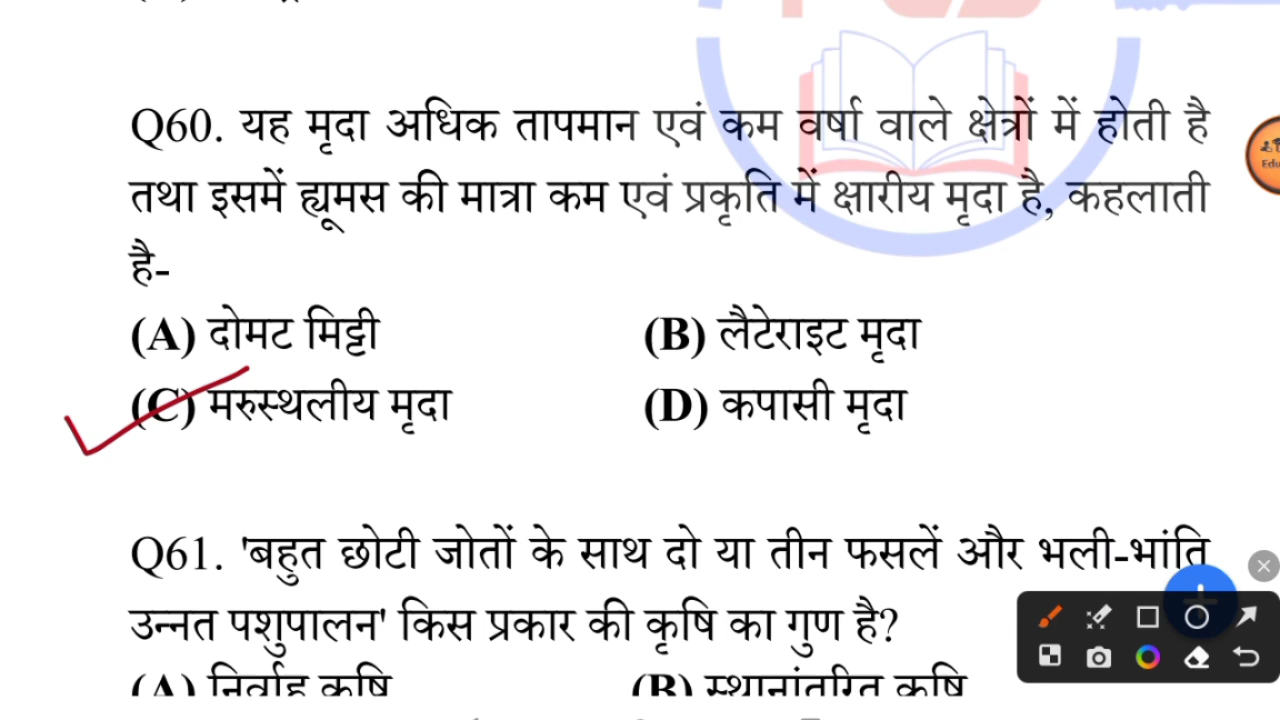 Q60. यह मृदा अधिक तापमान एवं कम वर्षा वाले क्षेत्रों में होती है
तथा इसमें ह्यूमस की मात्रा कम एवं प्रकृति में क्षारीय मृदा है, कहलाती
है-
(A) दोमट मिट्टी (B) लैटेराइट मृदा
(C) मरुस्थलीय मृदा (D) कपासी मृदा
Q61. 'बहुत छोटी जोतों के साथ दो या तीन फसलें और भली-भांति
उन्नत पशुपालन' किस प्रकार की कृषि का गुण है?
(A) निर्वाह कृषि (B) स्थानांतरित कृषि